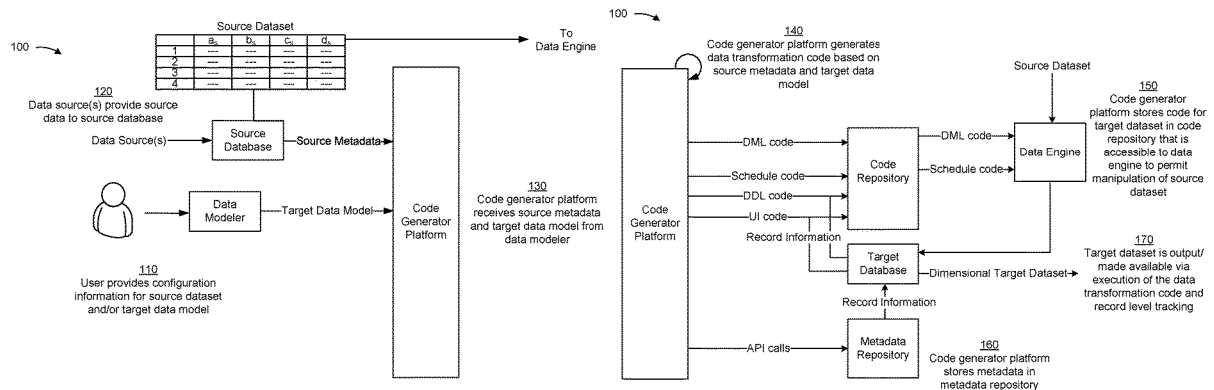 100
Source Dataset
as bs cs ds
1 --- --- --- ---
2 --- --- --- ---
3 --- --- --- ---
4 --- --- --- ---
To
Data Engine
120
Data source(s) provide source
data to source database
Data Source(s)
Source
Database
Source Metadata
Data
Modeler
Target Data Model
Code
Generator
Platform
130
Code generator platform
receives source metadata
and target data model from
data modeler
110
User provides configuration
information for source dataset
and/or target data model
100
140
Code generator platform generates
data transformation code based on
source metadata and target data
model
Code
Generator
Platform
DML code
Schedule code
DDL code
UI code
Record Information
Code
Repository
DML code
Schedule code
Source Dataset
Data Engine
150
Code generator
platform stores code for
target dataset in code
repository that is
accessible to data
engine to permit
manipulation of source
dataset
Target
Database
Dimensional Target Dataset
170
Target dataset is output/
made available via
execution of the data
transformation code and
record level tracking
Record Information
API calls
Metadata
Repository
160
Code generator platform
stores metadata in
metadata repository